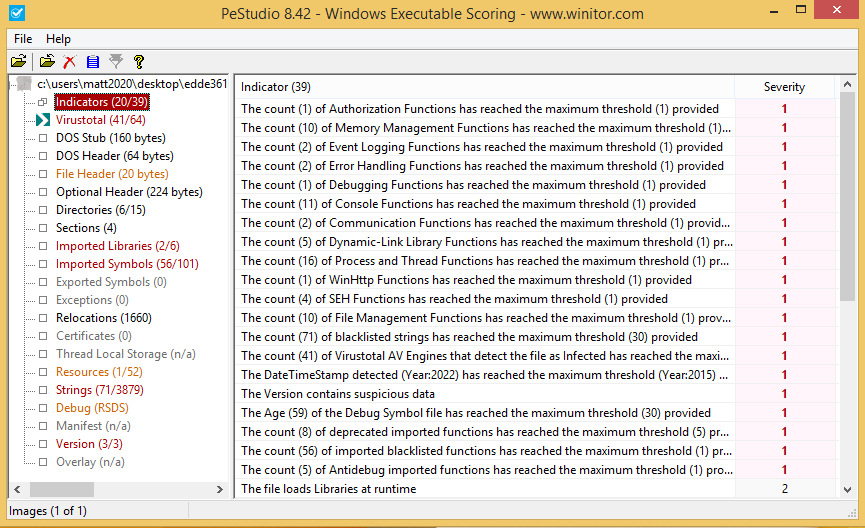 PeStudio 8.42 - Windows Executable Scoring - www.winitor.com
File Help
c:\users\matt2020\desktop\edde361
Indicators (20/39)
Virustotal (41/64)
DOS Stub (160 bytes)
DOS Header (64 bytes)
File Header (20 bytes)
Optional Header (224 bytes)
Directories (6/15)
Sections (4)
Imported Libraries (2/6)
Imported Symbols (56/101)
Exported Symbols (0)
Exceptions (0)
Relocations (1660)
Certificates (0)
Thread Local Storage (n/a)
Resources (1/52)
Strings (71/3879)
Debug (RSDS)
Manifest (n/a)
Version (3/3)
Overlay (n/a)
Indicator (39) Severity
The count (1) of Authorization Functions has reached the maximum threshold (1) provided 1
The count (10) of Memory Management Functions has reached the maximum threshold (1)... 1
The count (2) of Event Logging Functions has reached the maximum threshold (1) provided 1
The count (2) of Error Handling Functions has reached the maximum threshold (1) provided 1
The count (1) of Debugging Functions has reached the maximum threshold (1) provided 1
The count (11) of Console Functions has reached the maximum threshold (1) provided 1
The count (2) of Communication Functions has reached the maximum threshold (1) provid... 1
The count (5) of Dynamic-Link Library Functions has reached the maximum threshold (1) pr... 1
The count (16) of Process and Thread Functions has reached the maximum threshold (1) pr... 1
The count (1) of WinHttp Functions has reached the maximum threshold (1) provided 1
The count (4) of SEH Functions has reached the maximum threshold (1) provided 1
The count (10) of File Management Functions has reached the maximum threshold (1) prov... 1
The count (71) of blacklisted strings has reached the maximum threshold (30) provided 1
The count (41) of Virustotal AV Engines that detect the file as Infected has reached the maxi... 1
The DateTimeStamp detected (Year:2022) has reached the maximum threshold (Year:2015) ... 1
The Version contains suspicious data 1
The Age (59) of the Debug Symbol file has reached the maximum threshold (30) provided 1
The count (8) of deprecated imported functions has reached the maximum threshold (5) pr... 1
The count (56) of imported blacklisted functions has reached the maximum threshold (1) pr... 1
The count (5) of Antidebug imported functions has reached the maximum threshold (1) pro... 1
The file loads Libraries at runtime 2
Images (1 of 1)